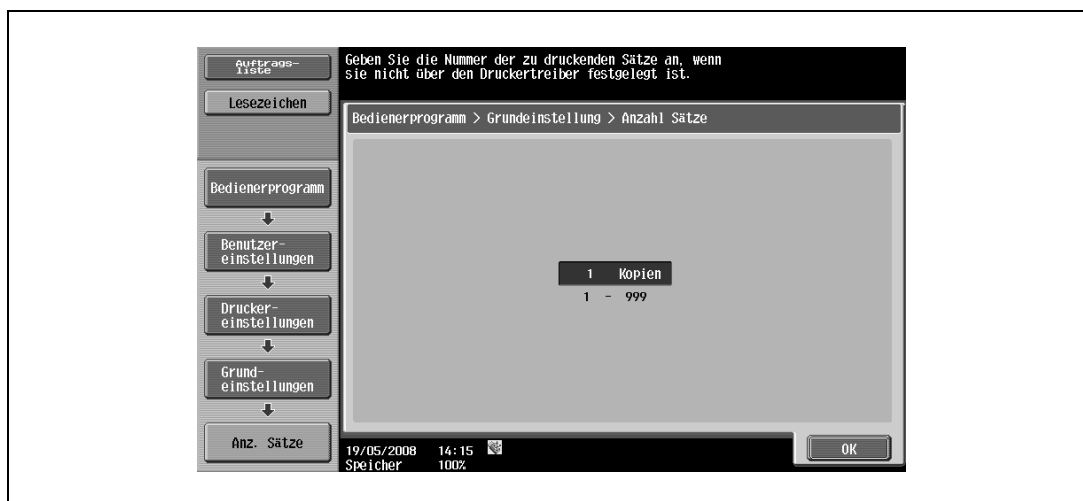 Auftrags-
liste
Lesezeichen
Bedienerprogramm
Benutzer-
einstellungen
Drucker-
einstellungen
Grund-
einstellungen
Anz. Sätze
Geben Sie die Nummer der zu druckenden Sätze an, wenn
sie nicht über den Druckertreiber festgelegt ist.
Bedienerprogramm > Grundeinstellung > Anzahl Sätze
1 Kopien
1 - 999
19/05/2008 14:15
Speicher 100%
OK